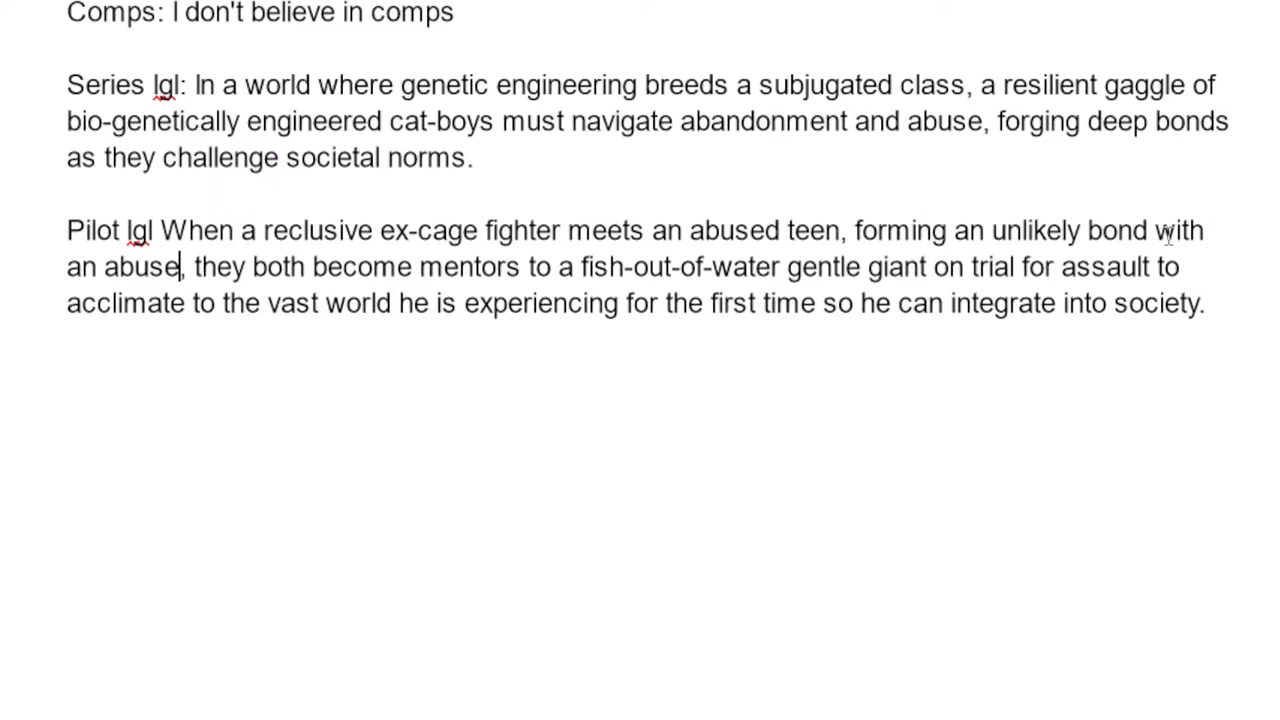 Comps: I don't believe in comps
Series lgl: In a world where genetic engineering breeds a subjugated class, a resilient gaggle of
bio-genetically engineered cat-boys must navigate abandonment and abuse, forging deep bonds
as they challenge societal norms.
Pilot lgl When a reclusive ex-cage fighter meets an abused teen, forming an unlikely bond with
an abuse, they both become mentors to a fish-out-of-water gentle giant on trial for assault to
acclimate to the vast world he is experiencing for the first time so he can integrate into society.